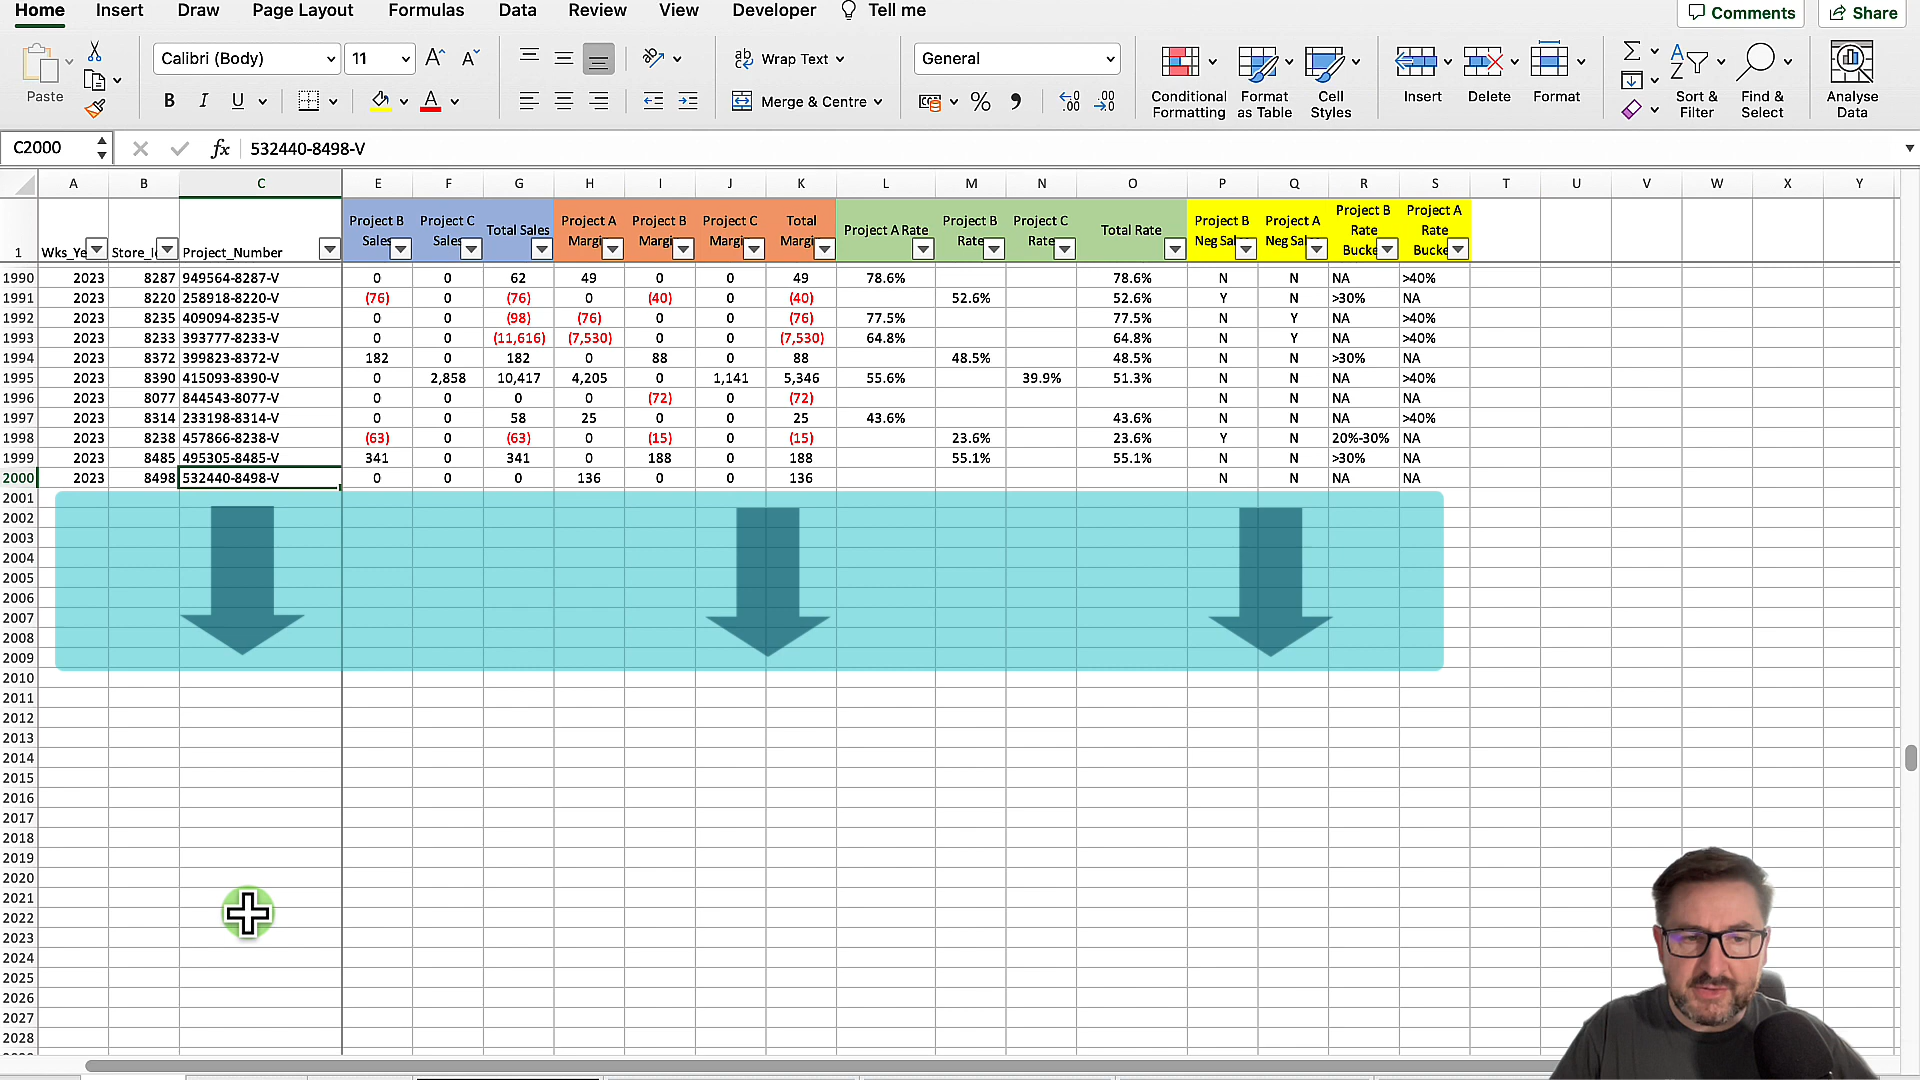 Home Insert Draw Page Layout Formulas Data Review View Developer Tell me Comments Share
Calibri (Body) 11 Wrap Text General
Paste B I U Merge & Centre % Conditional Formatting Format as Table Cell Styles Insert Delete Format Sort & Filter Find & Select Analyse Data
C2000 fx 532440-8498-V
A B C E F G H I J K L M N O P Q R S T U V W X Y
1 Wks_Ye Store_I Project_Number Project B Sales Project C Sales Total Sales Project A Margi Project B Margi Project C Margi Total Margi Project A Rate Project B Rate Project C Rate Total Rate Project B Neg Sal Project A Neg Sal Project B Rate Bucke Project A Rate Bucke
1990 2023 8287 949564-8287-V 0 0 62 49 0 0 49 78.6% 78.6% N N NA >40%
1991 2023 8220 258918-8220-V (76) 0 (76) 0 (40) 0 (40) 52.6% 52.6% Y N >30% NA
1992 2023 8235 409094-8235-V 0 0 (98) (76) 0 0 (76) 77.5% 77.5% N Y NA >40%
1993 2023 8233 393777-8233-V 0 0 (11,616) (7,530) 0 0 (7,530) 64.8% 64.8% N Y NA >40%
1994 2023 8372 399823-8372-V 182 0 182 0 88 0 88 48.5% 48.5% N N >30% NA
1995 2023 8390 415093-8390-V 0 2,858 10,417 4,205 0 1,141 5,346 55.6% 39.9% 51.3% N N NA >40%
1996 2023 8077 844543-8077-V 0 0 0 0 (72) 0 (72) N N NA NA
1997 2023 8314 233198-8314-V 0 0 58 25 0 0 25 43.6% 43.6% N N NA >40%
1998 2023 8238 457866-8238-V (63) 0 (63) 0 (15) 0 (15) 23.6% 23.6% Y N 20%-30% NA
1999 2023 8485 495305-8485-V 341 0 341 0 188 0 188 55.1% 55.1% N N >30% NA
2000 2023 8498 532440-8498-V 0 0 0 136 0 0 136 N N NA NA
2001
2002
2003
2004
2005
2006
2007
2008
2009
2010
2011
2012
2013
2014
2015
2016
2017
2018
2019
2020
2021
2022
2023
2024
2025
2026
2027
2028